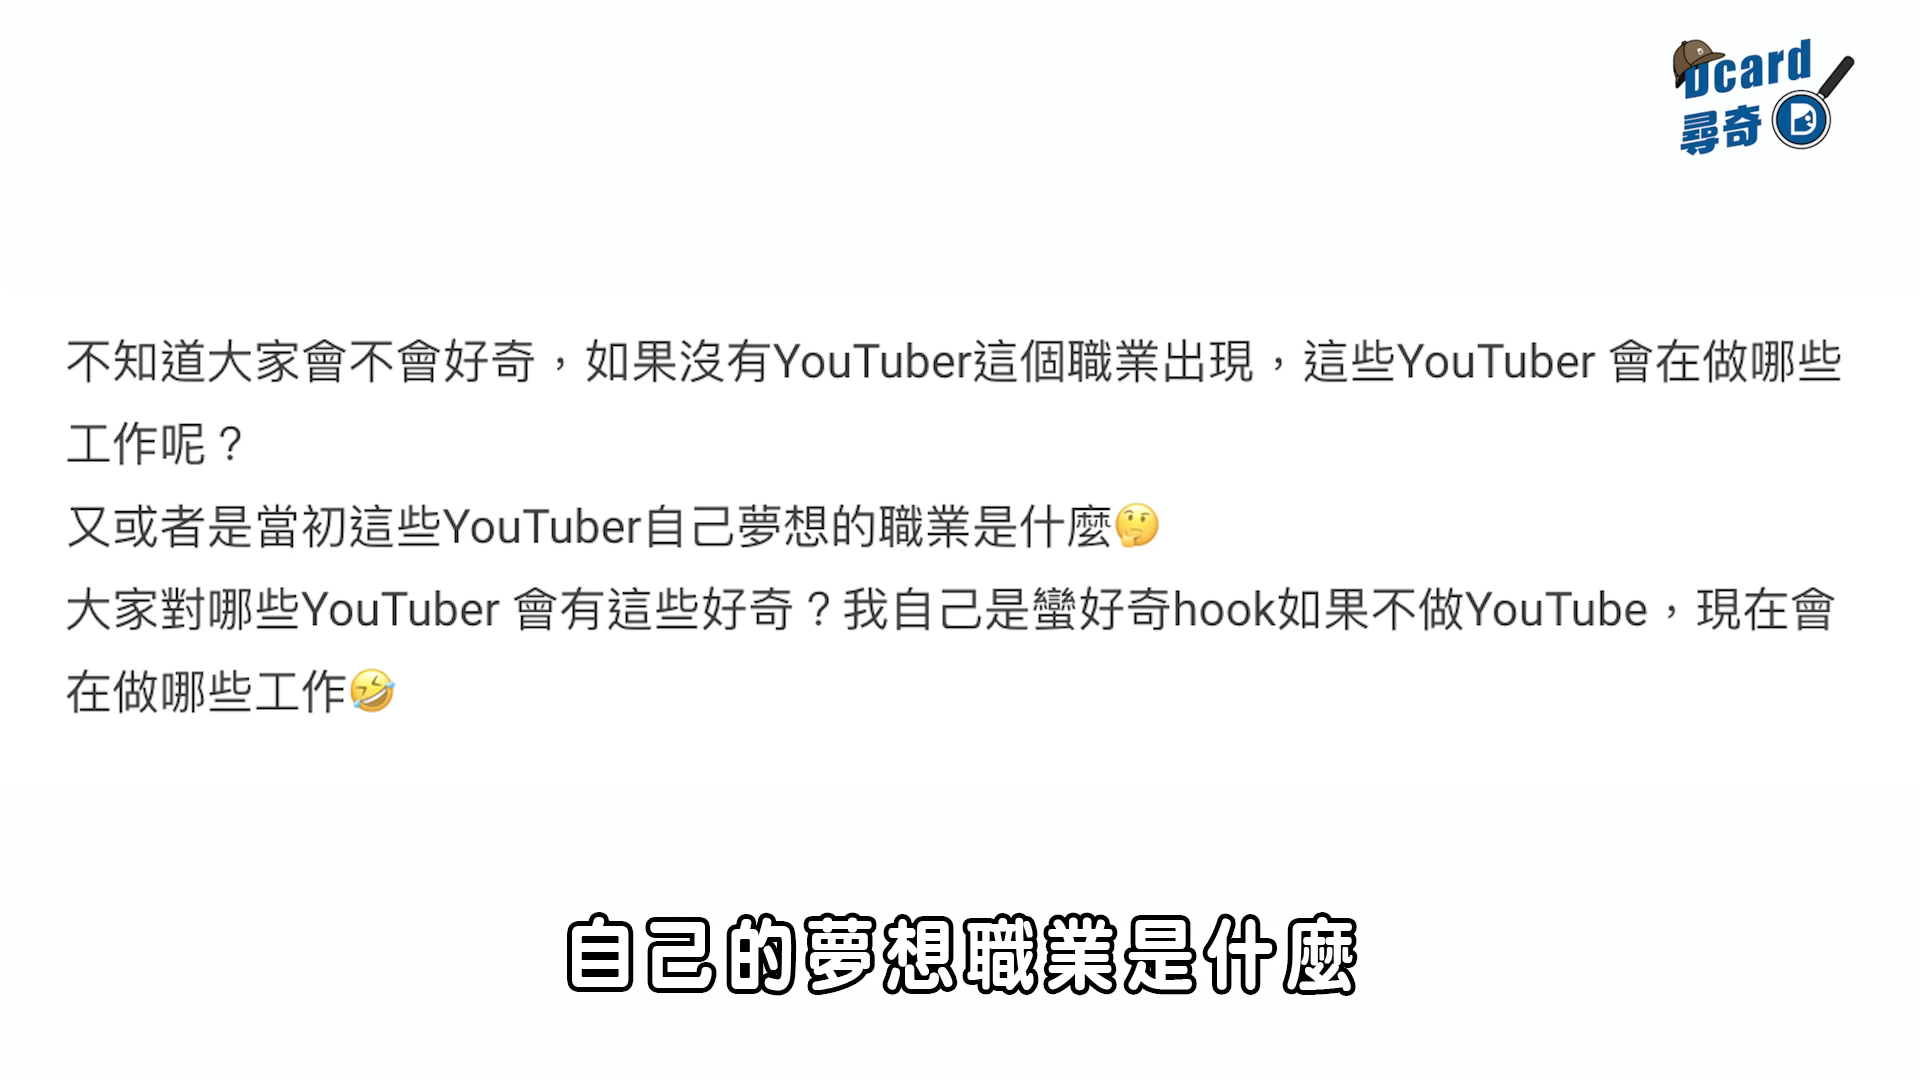 Dcard
尋奇
不知道大家會不會好奇，如果沒有YouTuber這個職業出現，這些YouTuber 會在做哪些
工作呢？
又或者是當初這些YouTuber自己夢想的職業是什麼🤔
大家對哪些YouTuber 會有這些好奇？我自己是蠻好奇hook如果不做YouTube，現在會
在做哪些工作🤣
自己的夢想職業是什麼